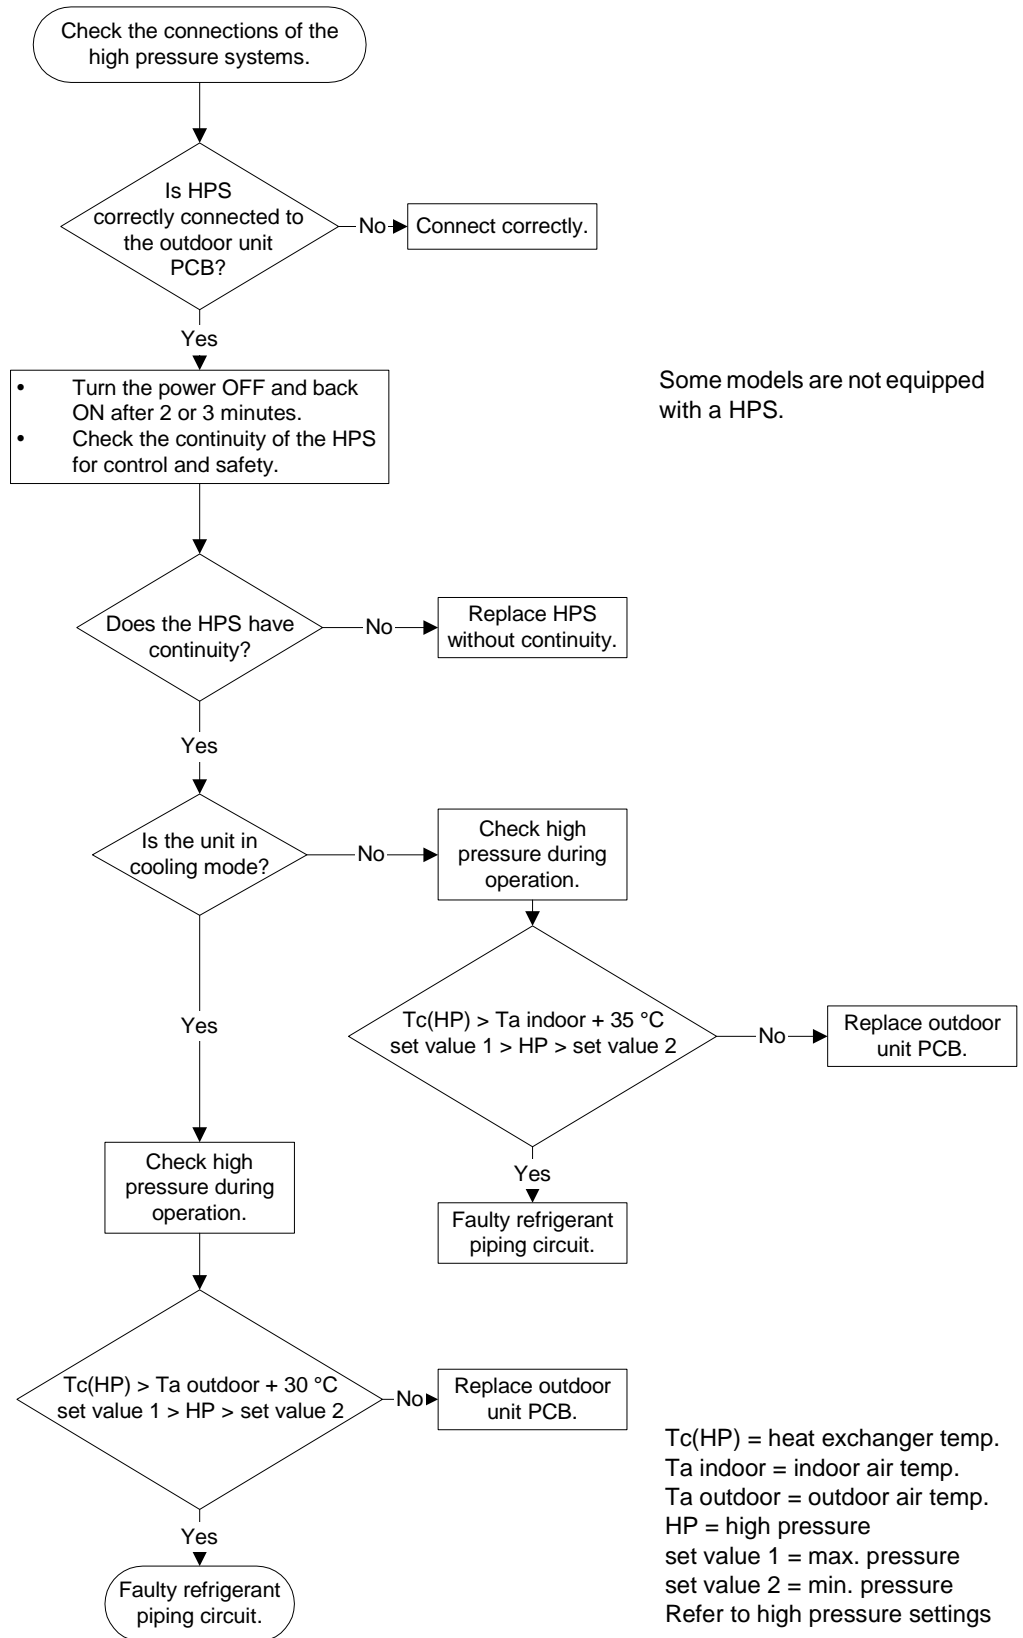 Check the connections of the
high pressure systems.
Is HPS
correctly connected to
the outdoor unit
PCB?
No
Connect correctly.
Yes
• Turn the power OFF and back
ON after 2 or 3 minutes.
• Check the continuity of the HPS
for control and safety.
Some models are not equipped
with a HPS.
Does the HPS have
continuity?
No
Replace HPS
without continuity.
Yes
Is the unit in
cooling mode?
No
Check high
pressure during
operation.
Tc(HP) > Ta indoor + 35 °C
set value 1 > HP > set value 2
No
Replace outdoor
unit PCB.
Yes
Faulty refrigerant
piping circuit.
Yes
Check high
pressure during
operation.
Tc(HP) > Ta outdoor + 30 °C
set value 1 > HP > set value 2
No
Replace outdoor
unit PCB.
Yes
Faulty refrigerant
piping circuit.
Tc(HP) = heat exchanger temp.
Ta indoor = indoor air temp.
Ta outdoor = outdoor air temp.
HP = high pressure
set value 1 = max. pressure
set value 2 = min. pressure
Refer to high pressure settings